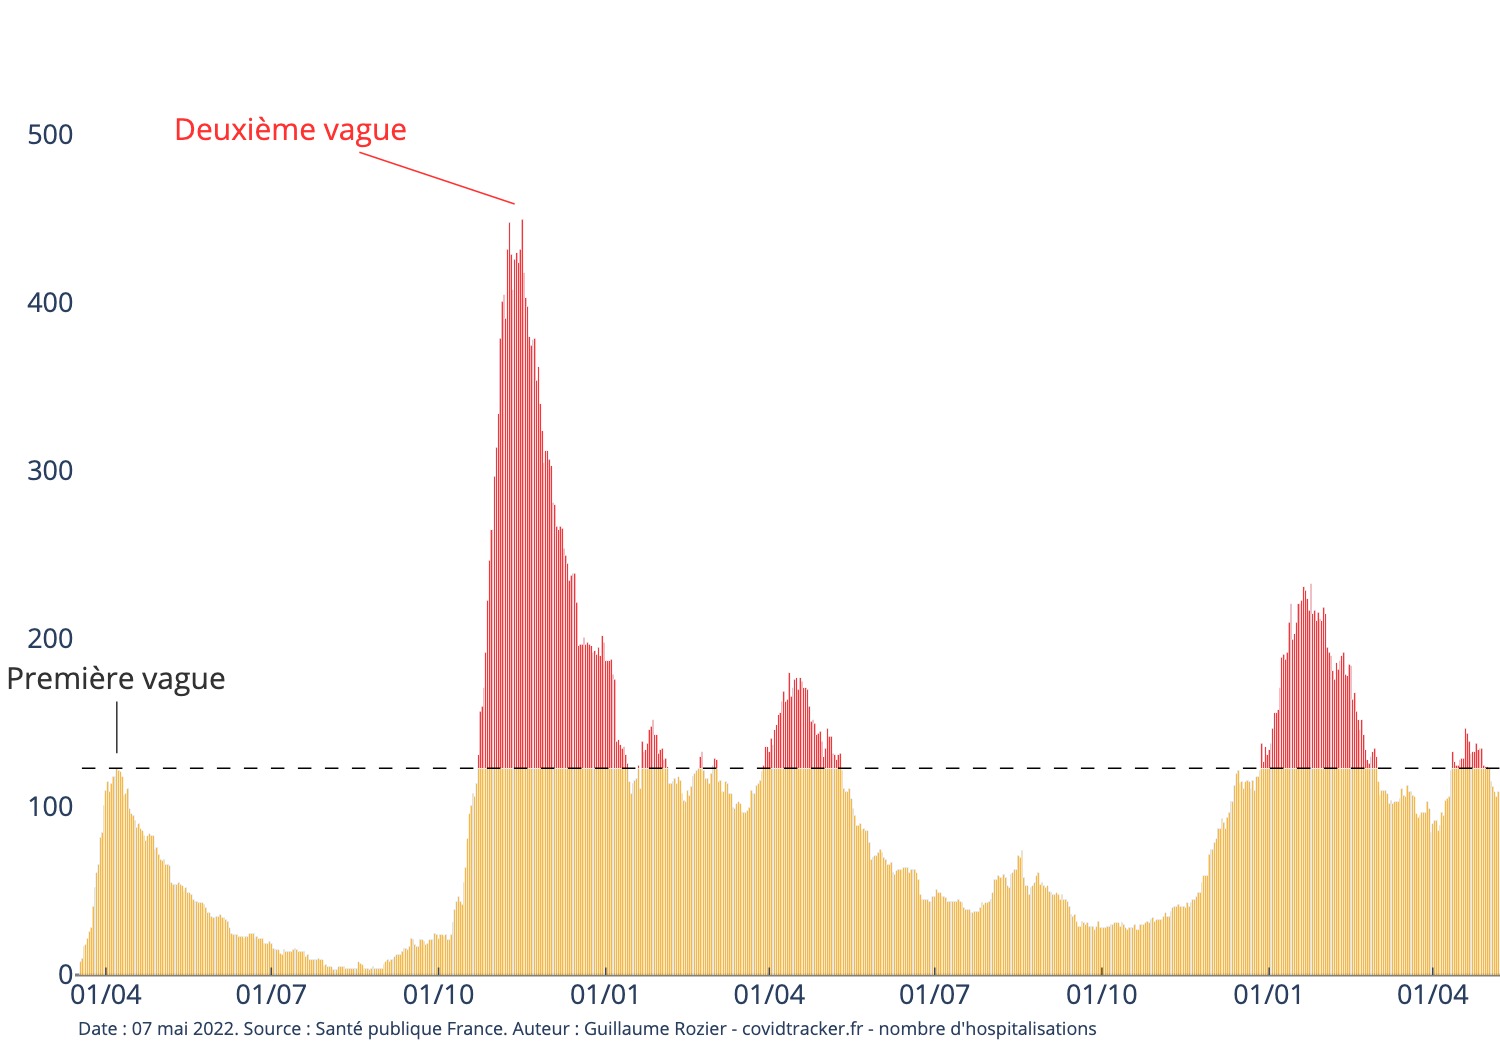 500
Deuxième vague
400
300
200
Première vague
100
0
01/04 01/07 01/10 01/01 01/04 01/07 01/10 01/01 01/04
Date : 07 mai 2022. Source : Santé publique France. Auteur : Guillaume Rozier - covidtracker.fr - nombre d'hospitalisations